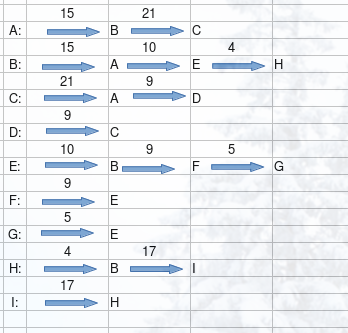 15 21
A: B C
15 10 4
B: A E H
21 9
C: A D
9
D: C
10 9 5
E: B F G
9
F: E
5
G: E
4 17
H: B I
17
I: H